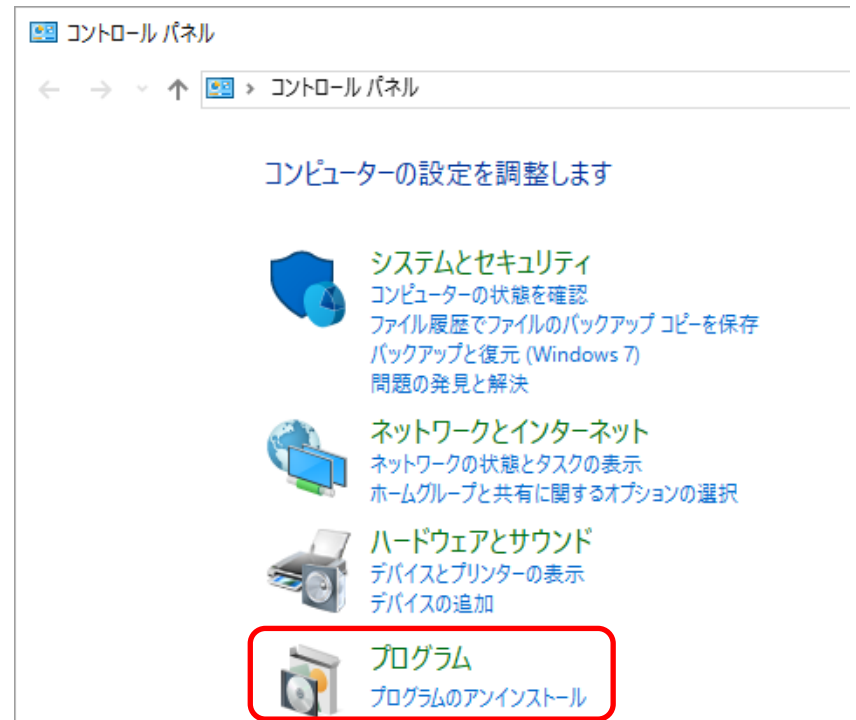 コントロール パネル
コントロール パネル
コンピューターの設定を調整します
システムとセキュリティ
コンピューターの状態を確認
ファイル履歴でファイルのバックアップ コピーを保存
バックアップと復元 (Windows 7)
問題の発見と解決
ネットワークとインターネット
ネットワークの状態とタスクの表示
ホームグループと共有に関するオプションの選択
ハードウェアとサウンド
デバイスとプリンターの表示
デバイスの追加
プログラム
プログラムのアンインストール